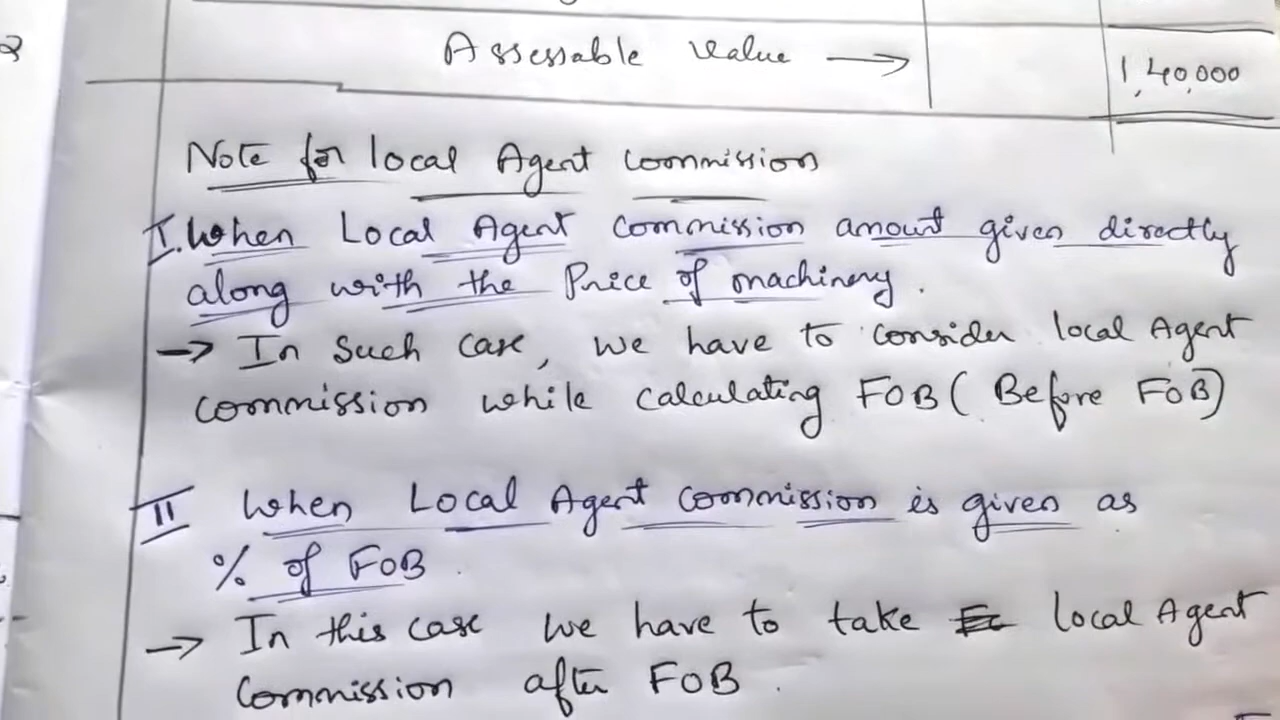 Assessable value → 1,40,000
Note for local Agent commission
I. When Local Agent commission amount given directly
along with the Price of machinery.
→ In Such case, we have to consider local Agent
commission while calculating FOB (Before FOB)
II When Local Agent commission is given as
% of FOB
→ In this case we have to take local Agent
Commission after FOB.